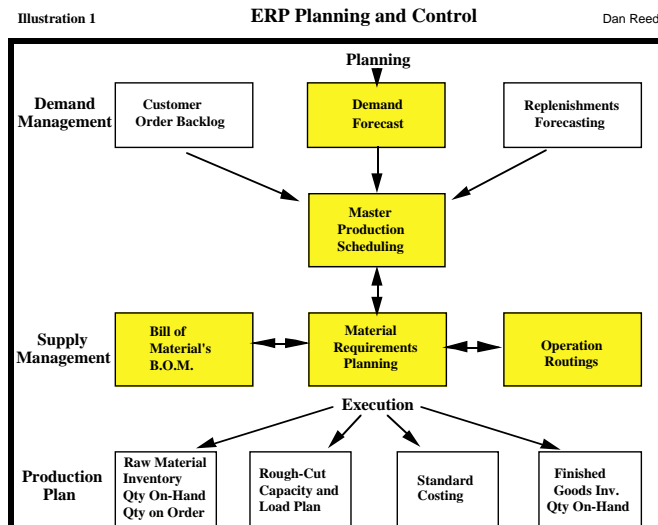 Illustration 1
ERP Planning and Control
Dan Reed
Planning
Demand
Management
Customer
Order Backlog
Demand
Forecast
Replenishments
Forecasting
Master
Production
Scheduling
Supply
Management
Bill of
Material's
B.O.M.
Material
Requirements
Planning
Operation
Routings
Execution
Production
Plan
Raw Material
Inventory
Qty On-Hand
Qty on Order
Rough-Cut
Capacity and
Load Plan
Standard
Costing
Finished
Goods Inv.
Qty On-Hand